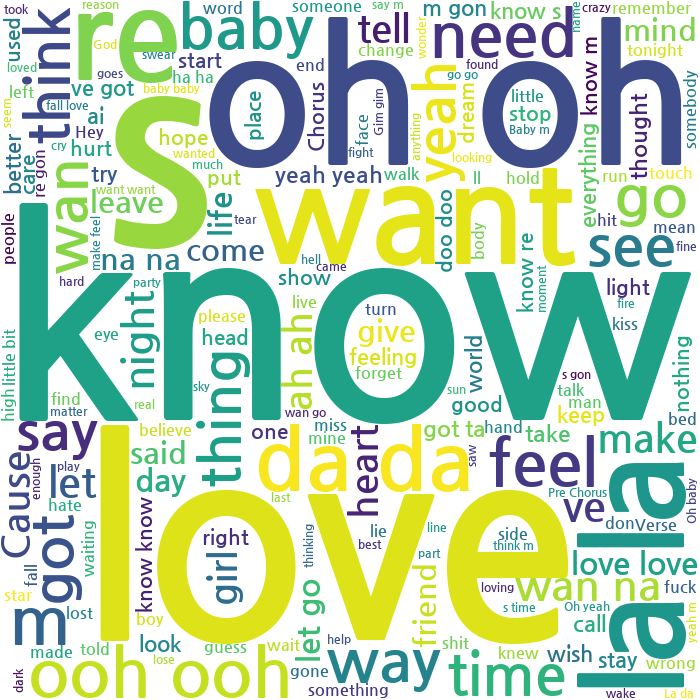 took
reason
God
word
someone
m gon
know s
crazy
remember
used
think
re
baby
swear
tell
need
name
mind
goes
start
change
wonder
tonight
loved
left
ve got
ha ha
end
oh oh
yeah
found
go go
dream
little
know m
somebody
seem
fall love
ai
baby baby
s
place
Chorus
face
Gim gim
stop
Baby m
everything
thought
cry
Hey
hope
wanted
fight
anything
better
care
re gon
hurt
try
much
put
looking
yeah yeah
walk
ll
hold
run
touch
want want
wan
leave
life
want
go
make feel
tear
doo doo
body
hit
mean
people
na na
come
hell
came
see
fine
hard
show
know re
moment
light
know
party
night
please
ah ah
live
turn
fire
eye
head
give
world
kiss
nothing
high
little bit
thing
feeling
forget
sky
sun
s gon
talk
find
real
wan go
good
man
matter
miss
hand
keep
bed
say
believe
one
mine
heart
got ta
take
make
Cause
enough
said
da da
saw
feel
la la
let
play
day
last
Pre Chorus
Oh baby
hate
love
ve
don
Verse
m
got
waiting
know know
right
girl
thinking
lie
best
line
side
think m
love love
part
loving
wan na
fuck
star
fall
boy
let go
friend
s time
Oh yeah
lost
call
yeah m
made
told
look
guess
wait
help
shit
knew
wish
stay
wrong
dark
lose
ooh ooh
gone
something
way
time
wake
La da